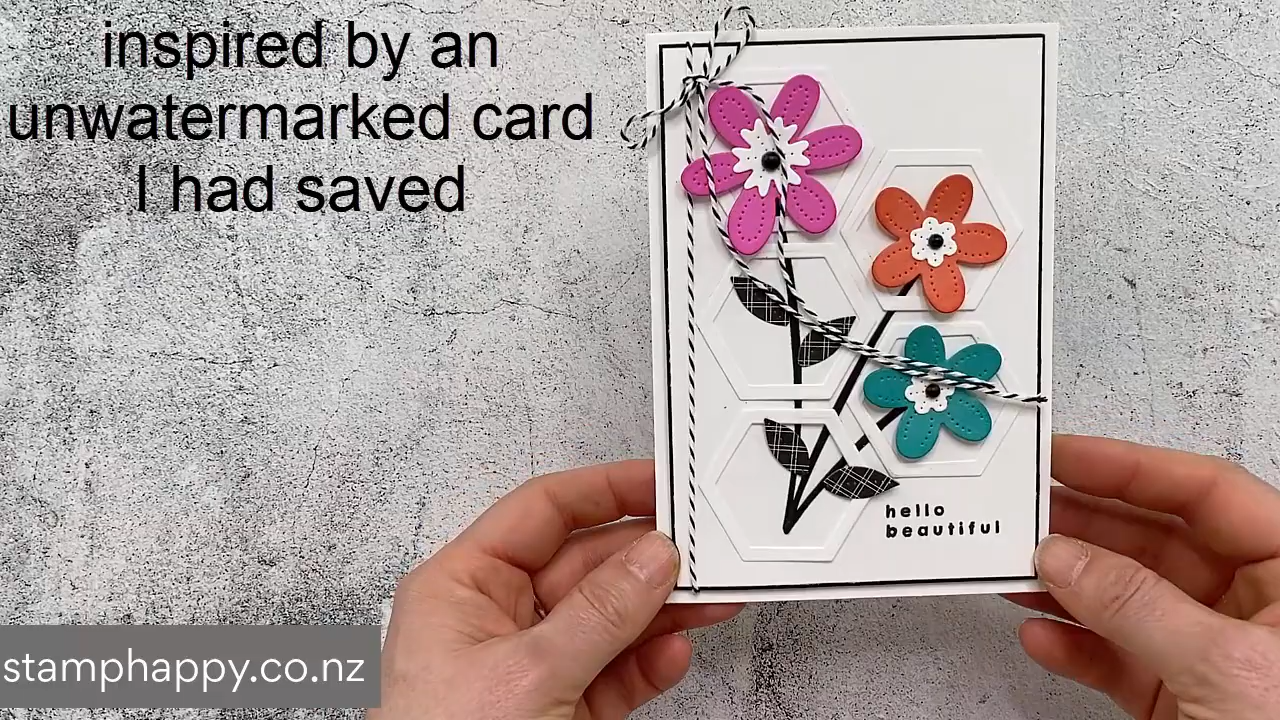 inspired by an
unwatermarked card
I had saved
hello
beautiful
stamphappy.co.nz